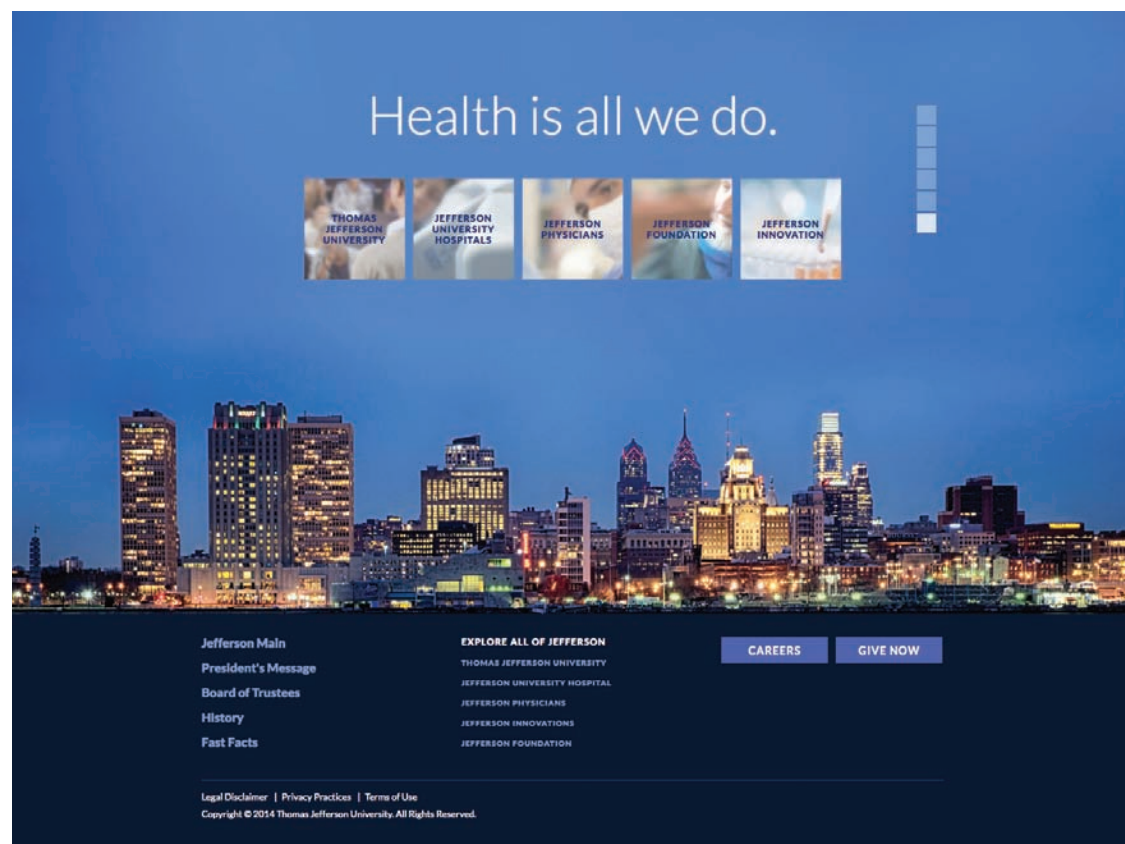 Health is all we do.
THOMAS
JEFFERSON
UNIVERSITY
JEFFERSON
UNIVERSITY
HOSPITALS
JEFFERSON
PHYSICIANS
JEFFERSON
FOUNDATION
JEFFERSON
INNOVATION
Jefferson Main
President's Message
Board of Trustees
History
Fast Facts
EXPLORE ALL OF JEFFERSON
THOMAS JEFFERSON UNIVERSITY
JEFFERSON UNIVERSITY HOSPITAL
JEFFERSON PHYSICIANS
JEFFERSON INNOVATIONS
JEFFERSON FOUNDATION
CAREERS
GIVE NOW
Legal Disclaimer | Privacy Practices | Terms of Use
Copyright © 2014 Thomas Jefferson University. All Rights Reserved.